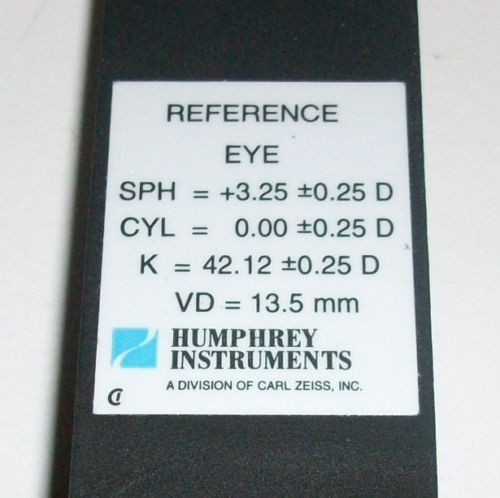 REFERENCE
EYE
SPH = +3.25 ±0.25 D
CYL = 0.00 ±0.25 D
K = 42.12 ±0.25 D
VD = 13.5 mm
HUMPHREY
INSTRUMENTS
A DIVISION OF CARL ZEISS, INC.